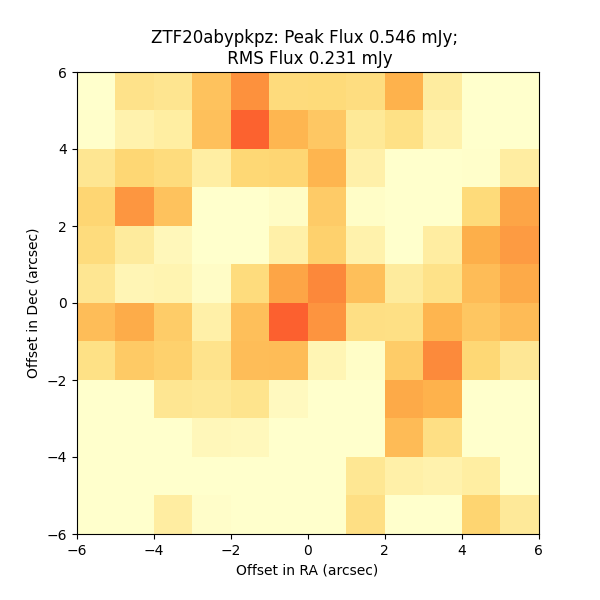 ZTF20abypkpz: Peak Flux 0.546 mJy;
RMS Flux 0.231 mJy
6
4
2
0
−2
−4
−6
Offset in Dec (arcsec)
−6 −4 −2 0 2 4 6
Offset in RA (arcsec)